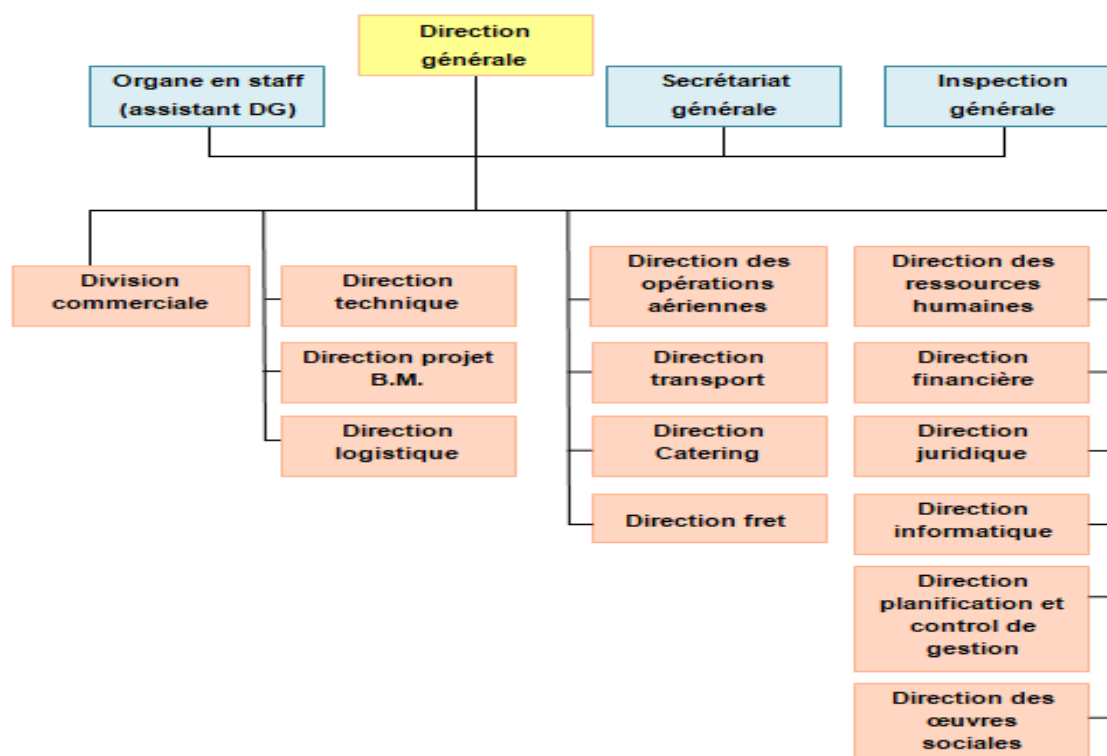 Direction
générale
Organe en staff
(assistant DG)
Secrétariat
générale
Inspection
générale
Division
commerciale
Direction
technique
Direction projet
B.M.
Direction
logistique
Direction des
opérations
aériennes
Direction
transport
Direction
Catering
Direction fret
Direction des
ressources
humaines
Direction
financière
Direction
juridique
Direction
informatique
Direction
planification et
control de
gestion
Direction des
œuvres
sociales